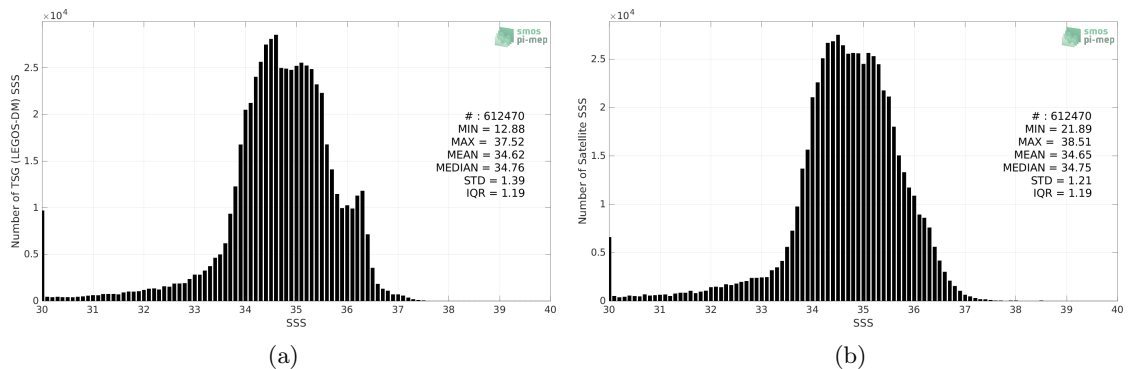 ×10⁴
smos
pi-mep
Number of TSG (LEGOS-DM) SSS
2.5
2
1.5
1
0.5
0
# : 612470
MIN = 12.88
MAX = 37.52
MEAN = 34.62
MEDIAN = 34.76
STD = 1.39
IQR = 1.19
30 31 32 33 34 35 36 37 38 39 40
SSS
(a)
×10⁴
smos
pi-mep
Number of Satellite SSS
2.5
2
1.5
1
0.5
0
# : 612470
MIN = 21.89
MAX = 38.51
MEAN = 34.65
MEDIAN = 34.75
STD = 1.21
IQR = 1.19
30 31 32 33 34 35 36 37 38 39 40
SSS
(b)